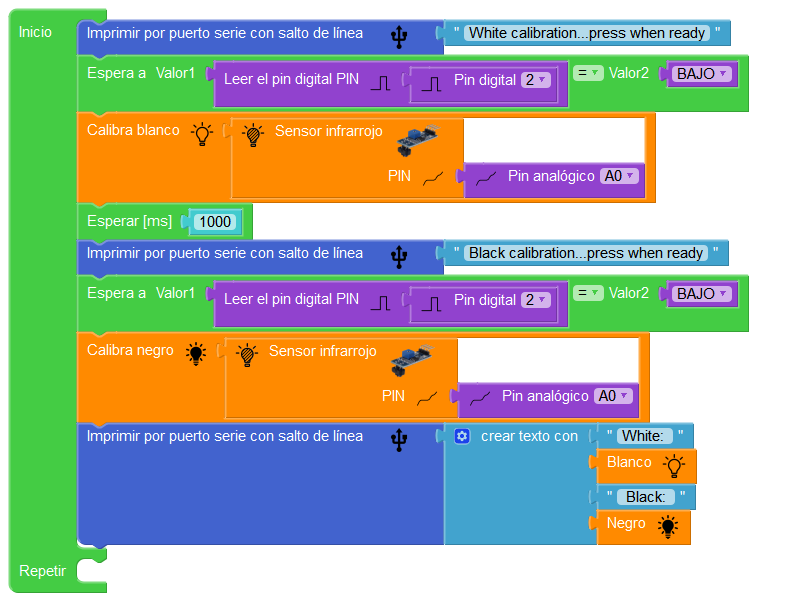 Inicio Imprimir por puerto serie con salto de línea " White calibration...press when ready "
Espera a Valor1 Leer el pin digital PIN Pin digital 2 = Valor2 BAJO
Calibra blanco Sensor infrarrojo
PIN Pin analógico A0
Esperar [ms] 1000
Imprimir por puerto serie con salto de línea " Black calibration...press when ready "
Espera a Valor1 Leer el pin digital PIN Pin digital 2 = Valor2 BAJO
Calibra negro Sensor infrarrojo
PIN Pin analógico A0
Imprimir por puerto serie con salto de línea crear texto con " White: "
Blanco
" Black: "
Negro
Repetir